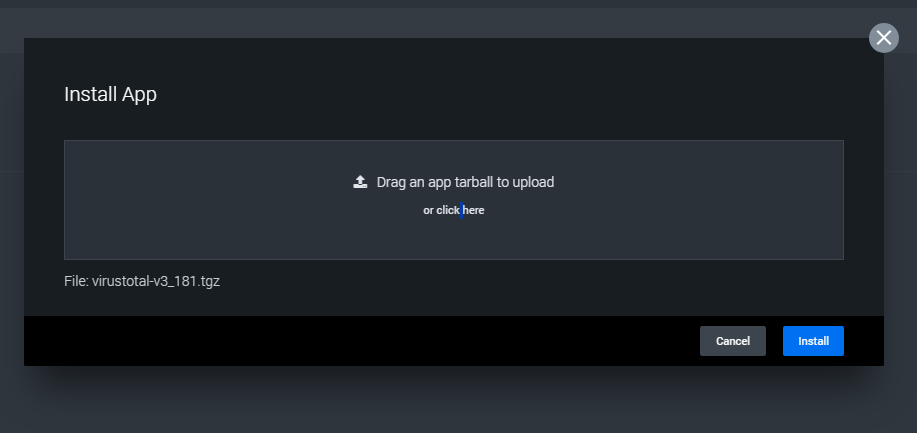 Install App
Drag an app tarball to upload
or click here
File: virustotal-v3_181.tgz
Cancel
Install